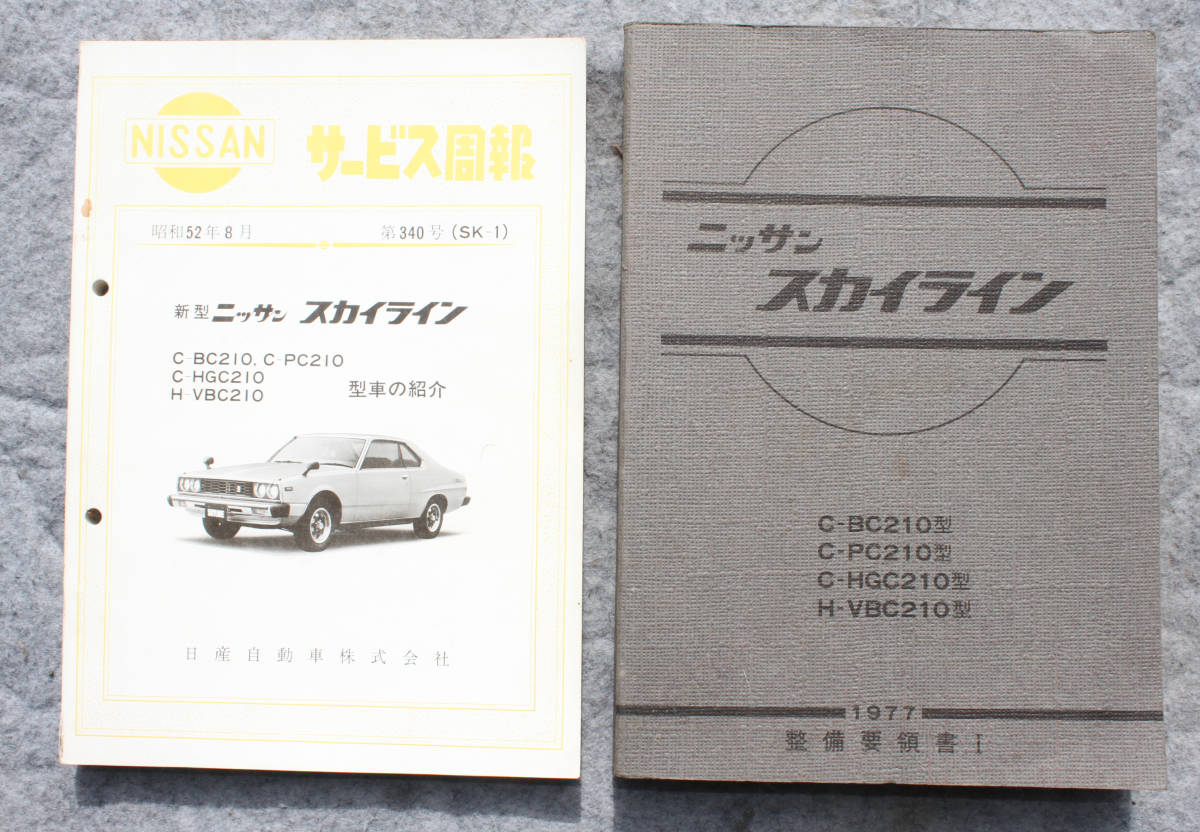 NISSAN サービス周報
昭和52年8月 第340号(SK-1)
新型 ニッサン スカイライン
C-BC210, C-PC210
C-HGC210
H-VBC210
型車の紹介
日産自動車株式会社
ニッサン
スカイライン
C-BC210型
C-PC210型
C-HGC210型
H-VBC210型
1977
整備要領書 I